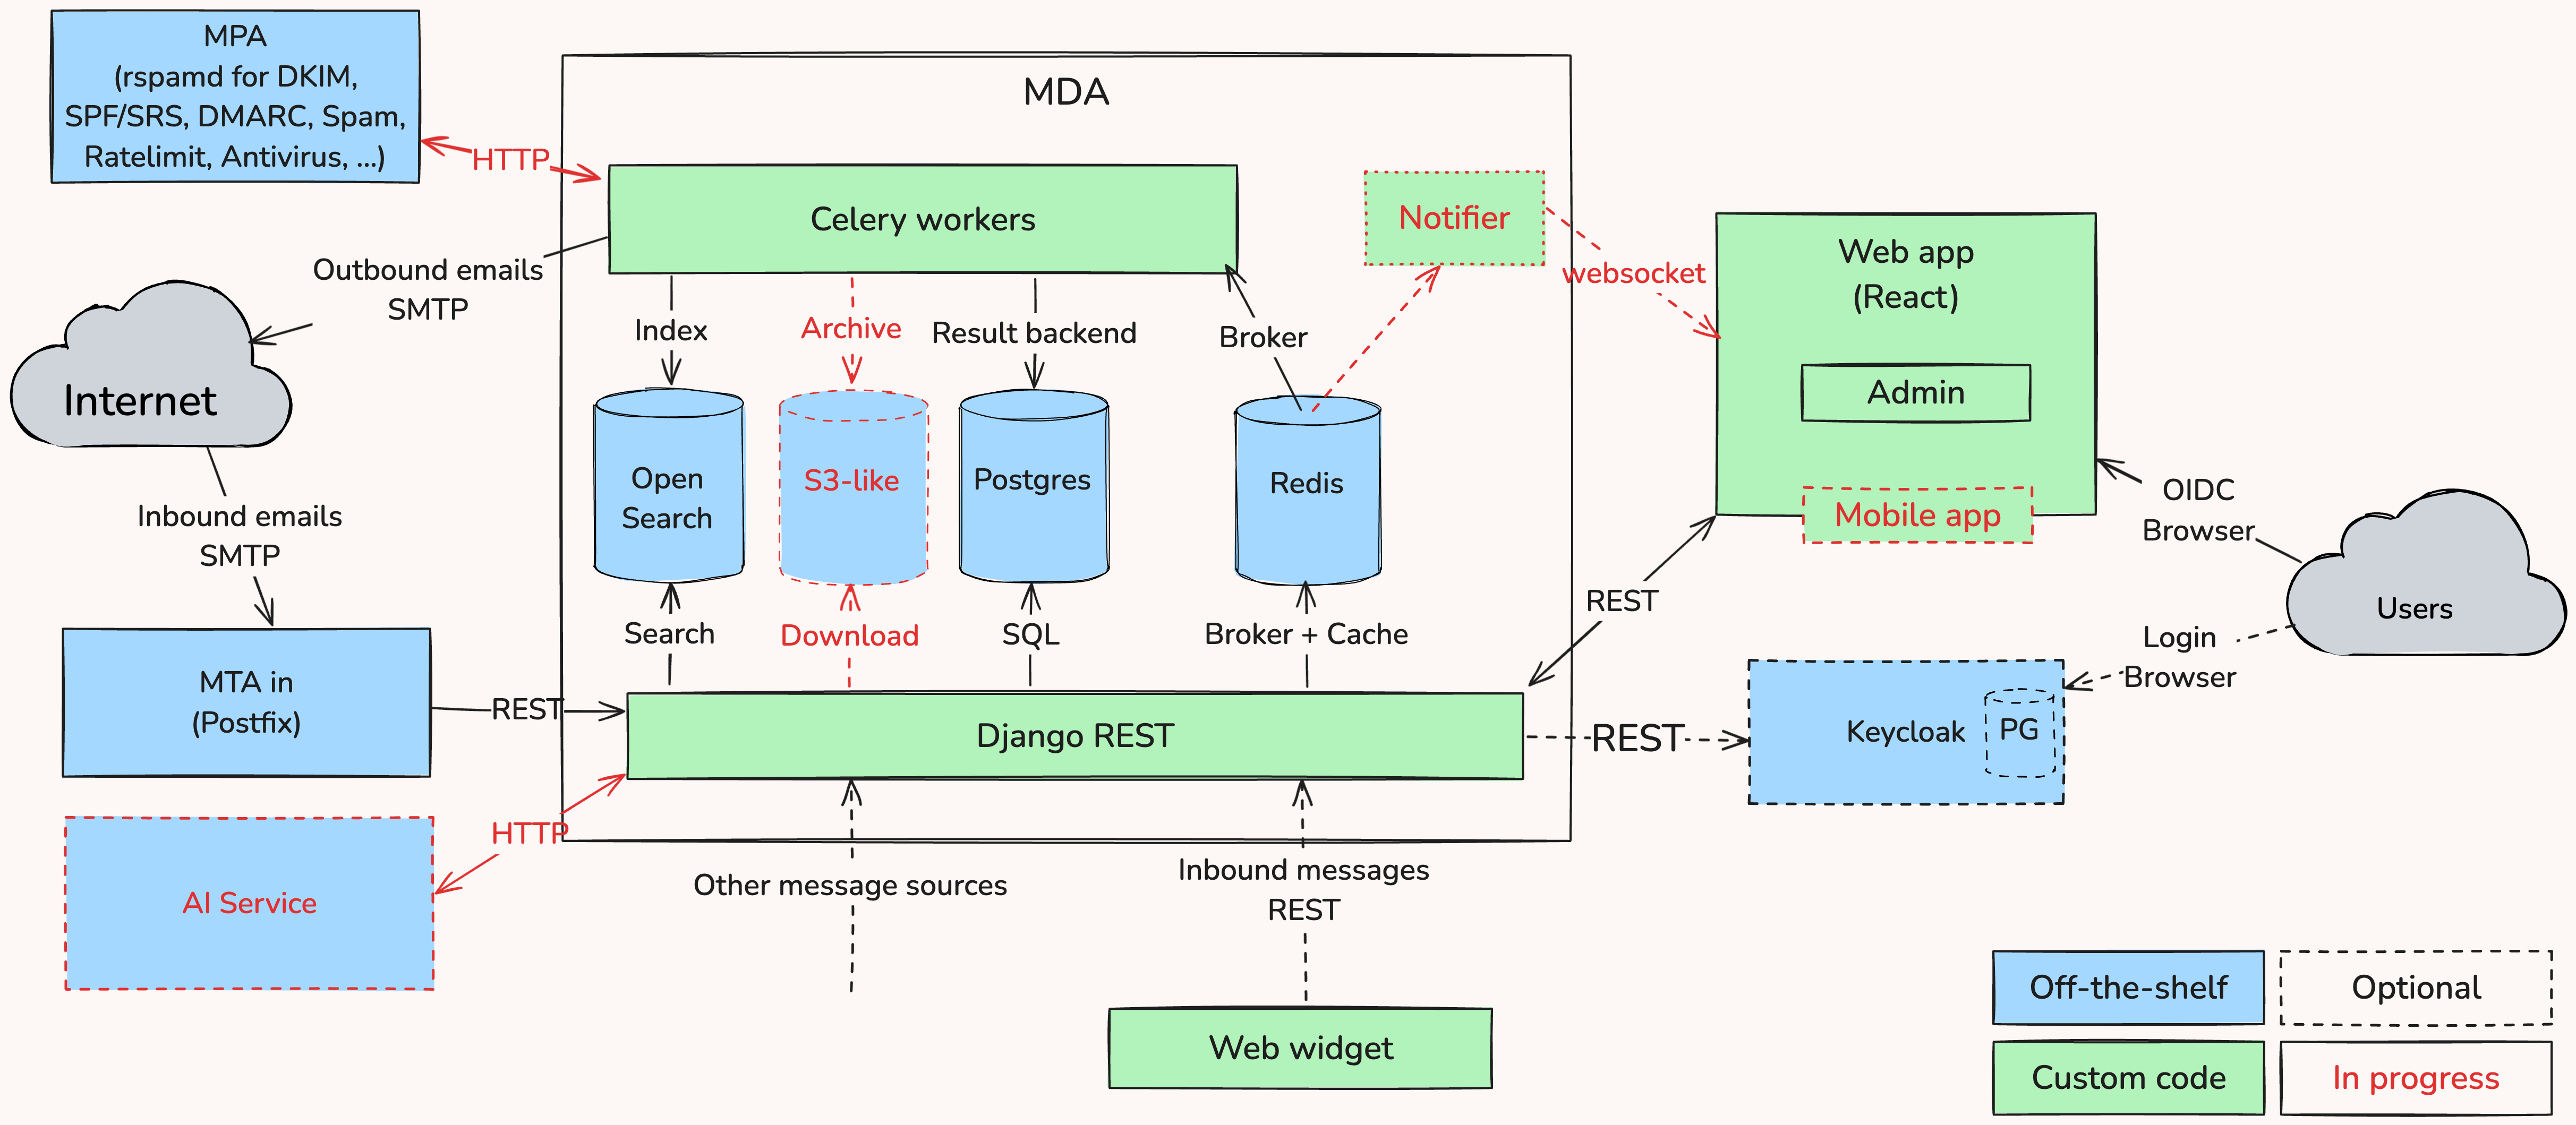 MPA
(rspamd for DKIM,
SPF/SRS, DMARC, Spam,
Ratelimit, Antivirus, ...)
HTTP
MDA
Celery workers
Notifier
websocket
Web app
(React)
Admin
Mobile app
Outbound emails
SMTP
Internet
Inbound emails
SMTP
Index
Archive
Result backend
Broker
Open
Search
S3-like
Postgres
Redis
Search
Download
SQL
Broker + Cache
OIDC
Browser
Users
Login
Browser
REST
MTA in
(Postfix)
REST
Django REST
REST
Keycloak
PG
HTTP
AI Service
Other message sources
Inbound messages
REST
Web widget
Off-the-shelf
Optional
Custom code
In progress